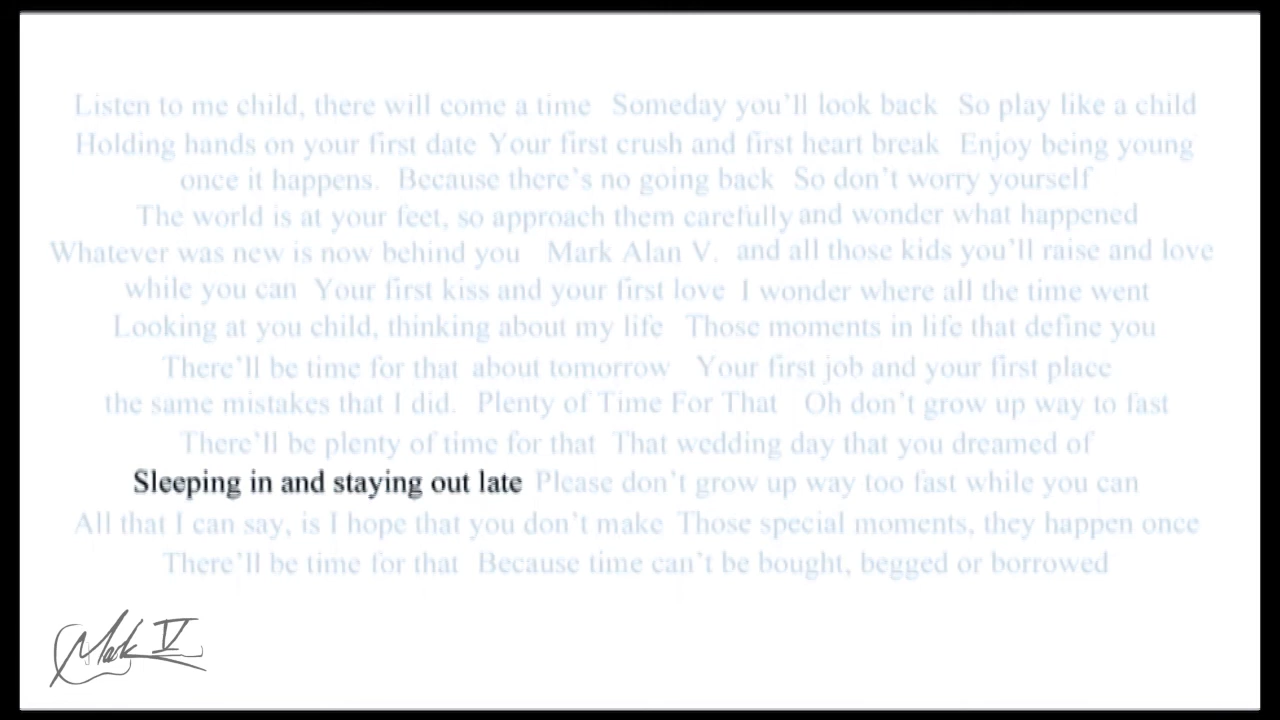 Listen to me child, there will come a time Someday you'll look back So play like a child
Holding hands on your first date Your first crush and first heart break Enjoy being young
once it happens. Because there's no going back So don't worry yourself
The world is at your feet, so approach them carefully and wonder what happened
Whatever was new is now behind you Mark Alan V. and all those kids you'll raise and love
while you can Your first kiss and your first love I wonder where all the time went
Looking at you child, thinking about my life Those moments in life that define you
There'll be time for that about tomorrow Your first job and your first place
the same mistakes that I did. Plenty of Time For That Oh don't grow up way to fast
There'll be plenty of time for that That wedding day that you dreamed of
Sleeping in and staying out late Please don't grow up way too fast while you can
All that I can say, is I hope that you don't make Those special moments, they happen once
There'll be time for that Because time can't be bought, begged or borrowed
Mark V